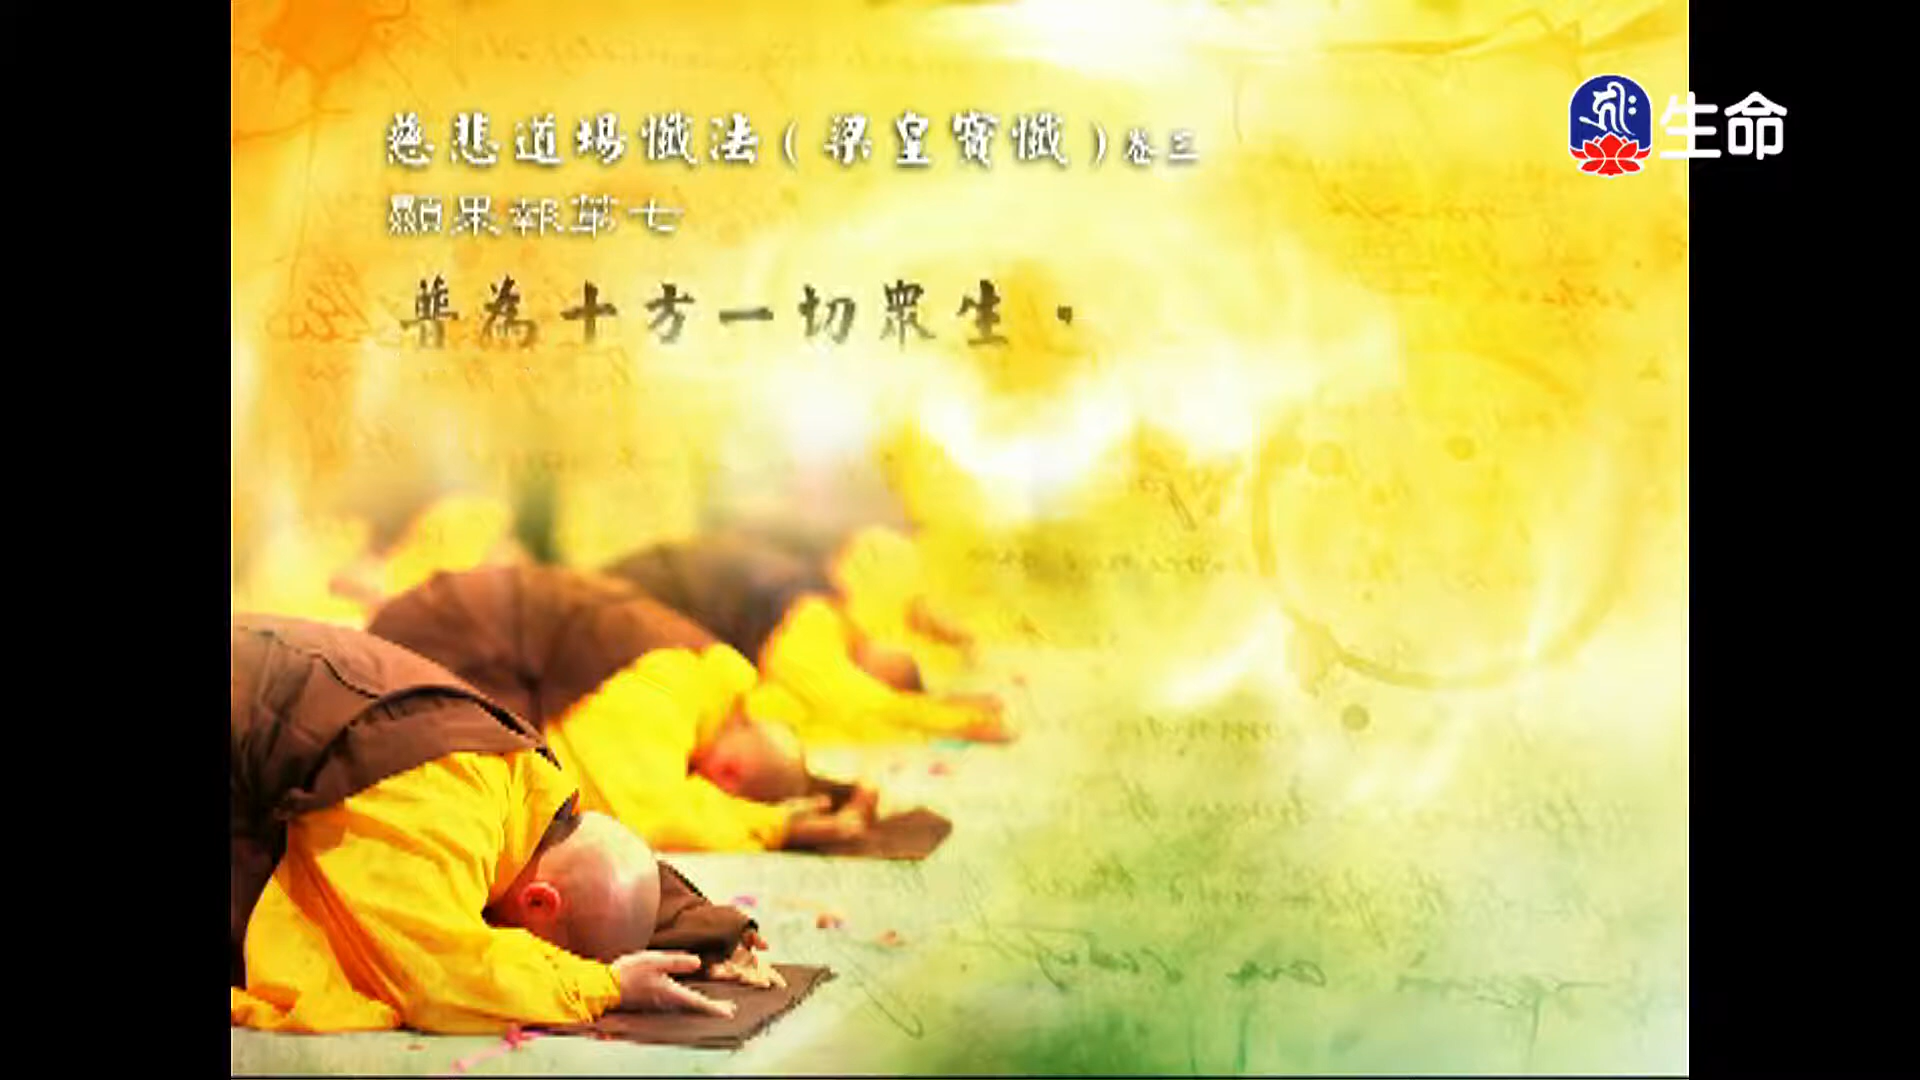 慈悲道場懺法(梁皇寶懺)卷三
生命
顯果報第七
普為十方一切眾生。